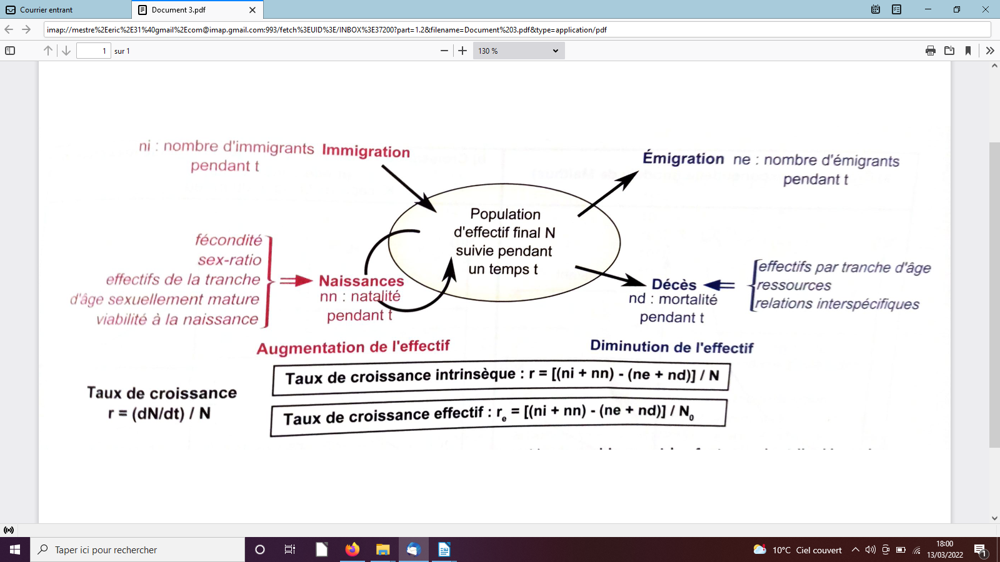 Courrier entrant
Document 3.pdf
imap://mestre%2Eeric%2E31%40gmail%2Ecom@imap.gmail.com:993/fetch%3EUID%3E/INBOX%3E37200?part=1.2&filename=Document%203.pdf&type=application/pdf
1 sur 1
130 %
ni : nombre d'immigrants Immigration
pendant t
Émigration ne : nombre d'émigrants
pendant t
Population
d'effectif final N
suivie pendant
un temps t
fécondité
sex-ratio
effectifs de la tranche
d'âge sexuellement mature
viabilité à la naissance
Naissances
nn : natalité
pendant t
Décès
nd : mortalité
pendant t
effectifs par tranche d'âge
ressources
relations interspécifiques
Augmentation de l'effectif
Diminution de l'effectif
Taux de croissance
r = (dN/dt) / N
Taux de croissance intrinsèque : r = [(ni + nn) - (ne + nd)] / N
Taux de croissance effectif : re = [(ni + nn) - (ne + nd)] / N0
Taper ici pour rechercher
10°C Ciel couvert
18:00
13/03/2022
1